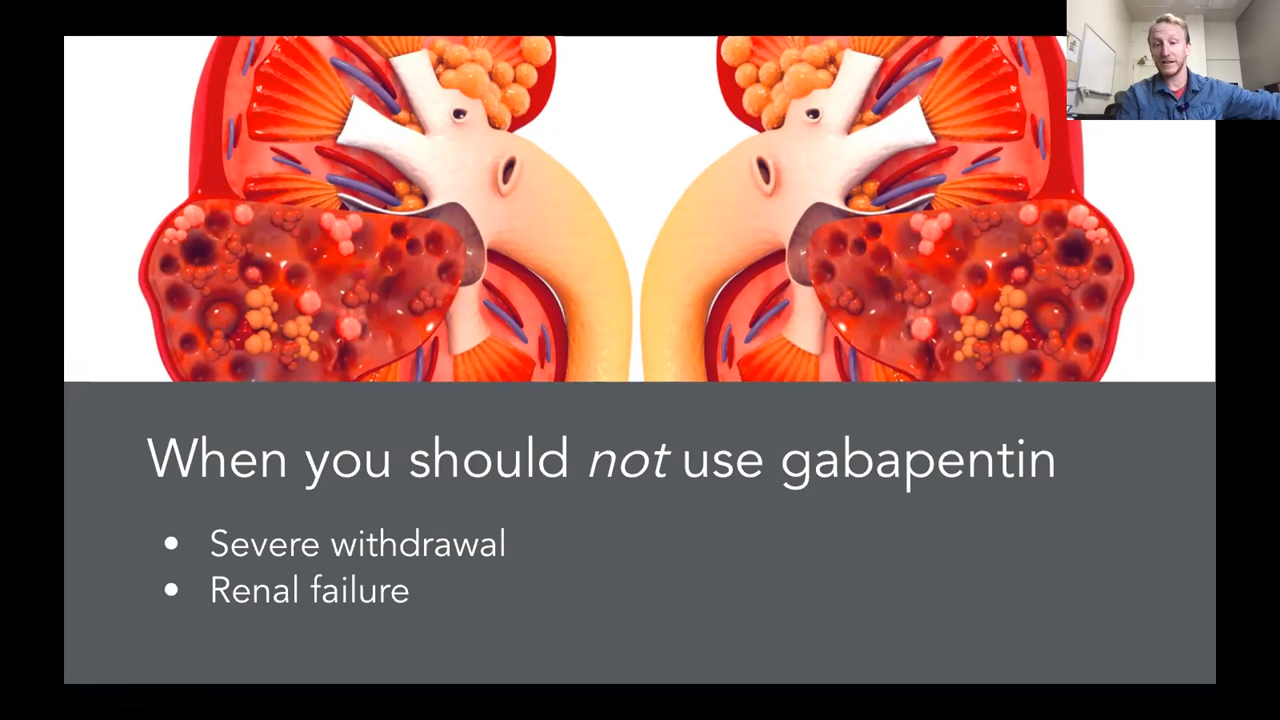 When you should not use gabapentin
• Severe withdrawal
• Renal failure